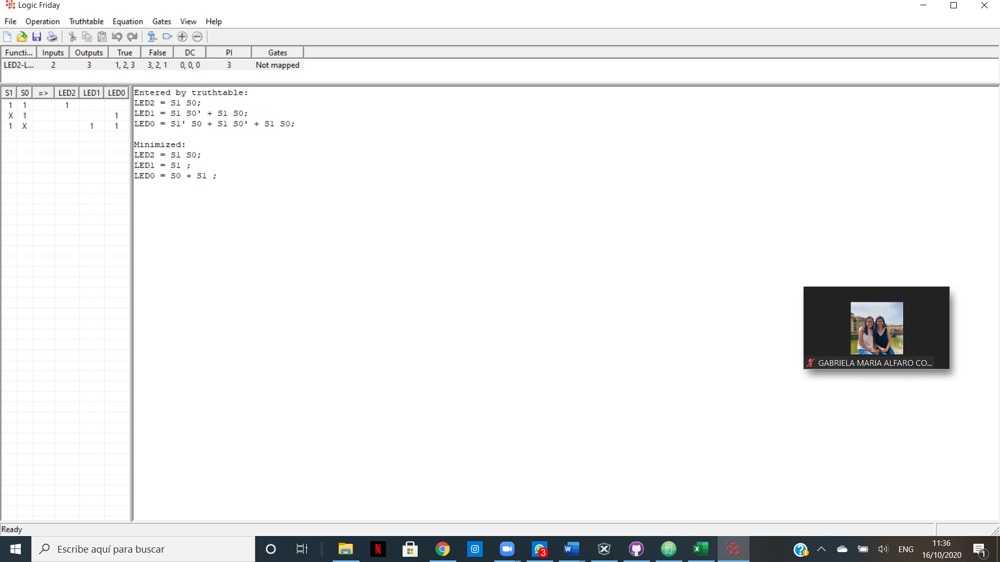 Logic Friday
File Operation Truthtable Equation Gates View Help
Functi... Inputs Outputs True False DC PI Gates
LED2-L... 2 3 1, 2, 3 3, 2, 1 0, 0, 0 3 Not mapped
S1 S0 => LED2 LED1 LED0
1 1 1
X 1 1
1 X 1 1
Entered by truthtable:
LED2 = S1 S0;
LED1 = S1 S0' + S1 S0;
LED0 = S1' S0 + S1 S0' + S1 S0;
Minimized:
LED2 = S1 S0;
LED1 = S1 ;
LED0 = S0 + S1 ;
GABRIELA MARIA ALFARO CO...
Ready
Escribe aquí para buscar
N
3
W
X
?
ENG
11:36
16/10/2020
1